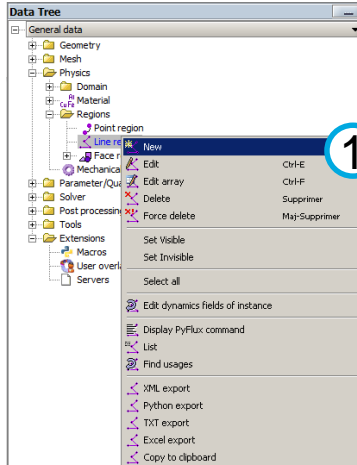 Data Tree
General data
Geometry
Mesh
Physics
Domain
Material
Regions
Point region
Line re
New
1
Face r
Edit Ctrl-E
Mechanica
Edit array Ctrl-F
Parameter/Qua
Delete Supprimer
Solver
Post processing
Force delete Maj-Supprimer
Tools
Extensions
Set Visible
Macros
Set Invisible
User overl
Servers
Select all
Edit dynamics fields of instance
Display PyFlux command
List
Find usages
XML export
Python export
TXT export
Excel export
Copy to clipboard